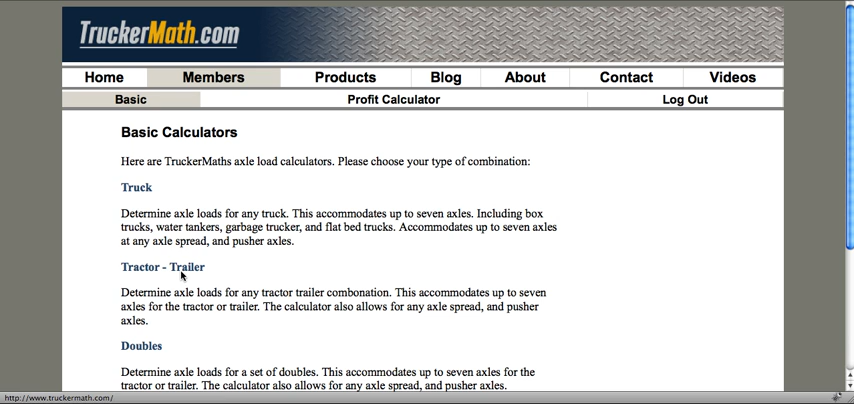 TruckerMath.com
Home Members Products Blog About Contact Videos
Basic Profit Calculator Log Out
Basic Calculators
Here are TruckerMaths axle load calculators. Please choose your type of combination:
Truck
Determine axle loads for any truck. This accommodates up to seven axles. Including box
trucks, water tankers, garbage trucker, and flat bed trucks. Accommodates up to seven axles
at any axle spread, and pusher axles.
Tractor - Trailer
Determine axle loads for any tractor trailer combonation. This accommodates up to seven
axles for the tractor or trailer. The calculator also allows for any axle spread, and pusher
axles.
Doubles
Determine axle loads for a set of doubles. This accommodates up to seven axles for the
tractor or trailer. The calculator also allows for any axle spread, and pusher axles.
http://www.truckermath.com/